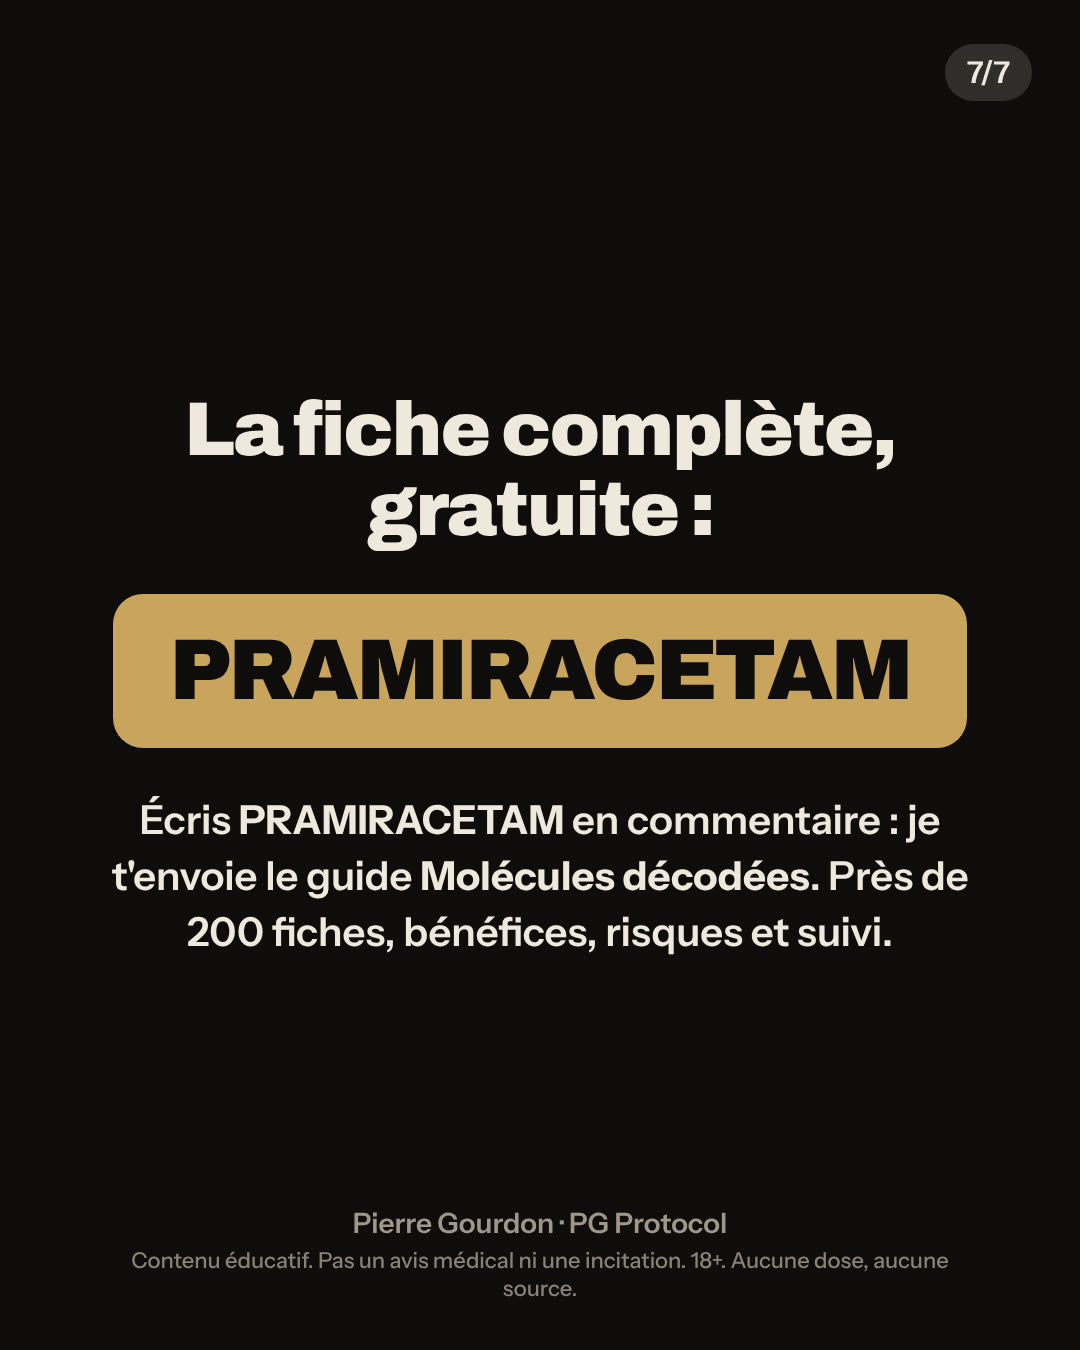 7/7
La fiche complète,
gratuite :
PRAMIRACETAM
Écris PRAMIRACETAM en commentaire : je
t'envoie le guide Molécules décodées. Près de
200 fiches, bénéfices, risques et suivi.
Pierre Gourdon · PG Protocol
Contenu éducatif. Pas un avis médical ni une incitation. 18+. Aucune dose, aucune
source.